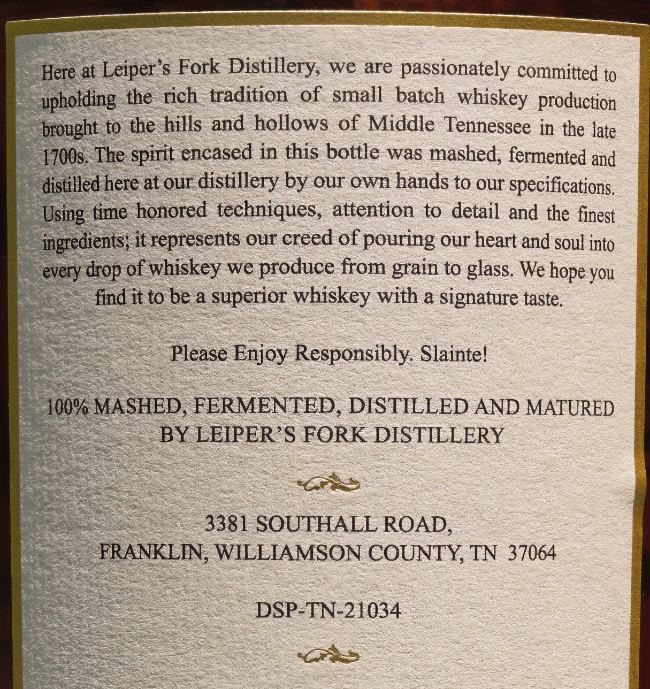 Here at Leiper's Fork Distillery, we are passionately committed to
upholding the rich tradition of small batch whiskey production
brought to the hills and hollows of Middle Tennessee in the late
1700s. The spirit encased in this bottle was mashed, fermented and
distilled here at our distillery by our own hands to our specifications.
Using time honored techniques, attention to detail and the finest
ingredients; it represents our creed of pouring our heart and soul into
every drop of whiskey we produce from grain to glass. We hope you
find it to be a superior whiskey with a signature taste.
Please Enjoy Responsibly. Slainte!
100% MASHED, FERMENTED, DISTILLED AND MATURED
BY LEIPER'S FORK DISTILLERY
3381 SOUTHALL ROAD,
FRANKLIN, WILLIAMSON COUNTY, TN 37064
DSP-TN-21034